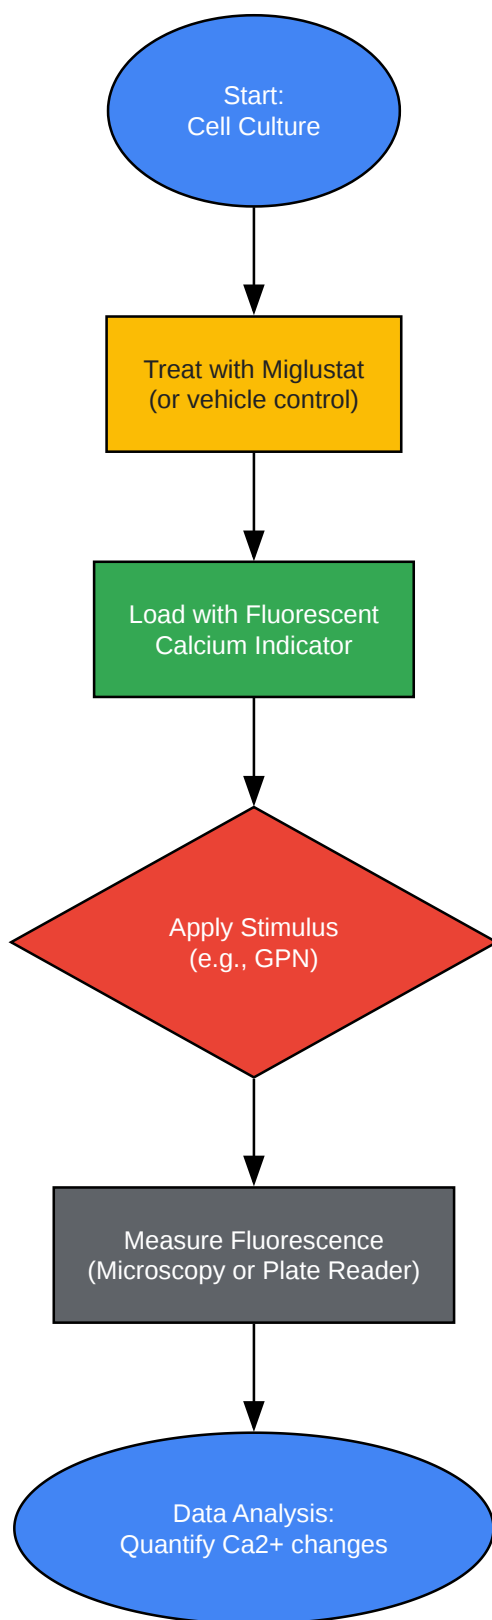 Start:
Cell Culture
Treat with Miglustat
(or vehicle control)
Load with Fluorescent
Calcium Indicator
Apply Stimulus
(e.g., GPN)
Measure Fluorescence
(Microscopy or Plate Reader)
Data Analysis:
Quantify Ca2+ changes